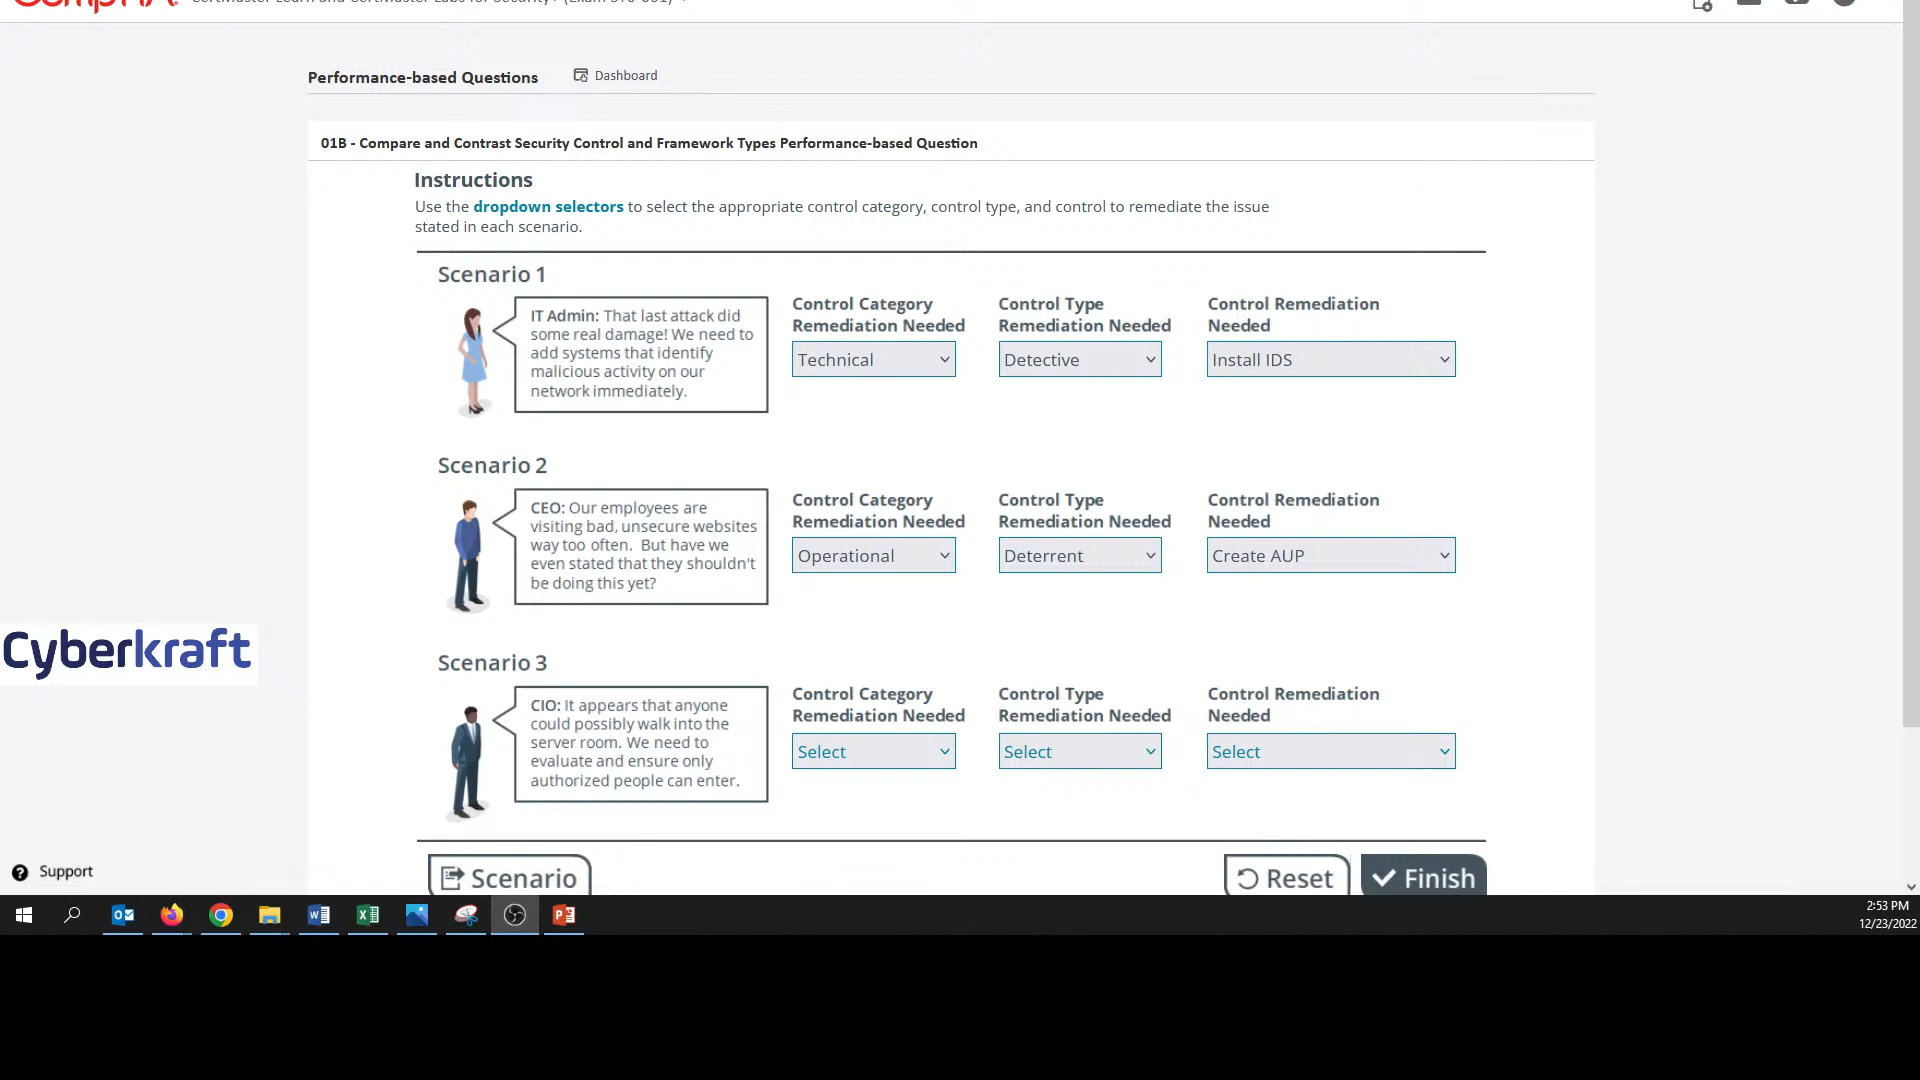 Performance-based Questions
Dashboard
01B - Compare and Contrast Security Control and Framework Types Performance-based Question
Instructions
Use the dropdown selectors to select the appropriate control category, control type, and control to remediate the issue
stated in each scenario.
Scenario 1
IT Admin: That last attack did
some real damage! We need to
add systems that identify
malicious activity on our
network immediately.
Control Category
Remediation Needed
Technical
Control Type
Remediation Needed
Detective
Control Remediation
Needed
Install IDS
Scenario 2
CEO: Our employees are
visiting bad, unsecure websites
way too often. But have we
even stated that they shouldn't
be doing this yet?
Control Category
Remediation Needed
Operational
Control Type
Remediation Needed
Deterrent
Control Remediation
Needed
Create AUP
Cyberkraft
Scenario 3
CIO: It appears that anyone
could possibly walk into the
server room. We need to
evaluate and ensure only
authorized people can enter.
Control Category
Remediation Needed
Select
Control Type
Remediation Needed
Select
Control Remediation
Needed
Select
Support
Scenario
Reset
Finish
2:53 PM
12/23/2022